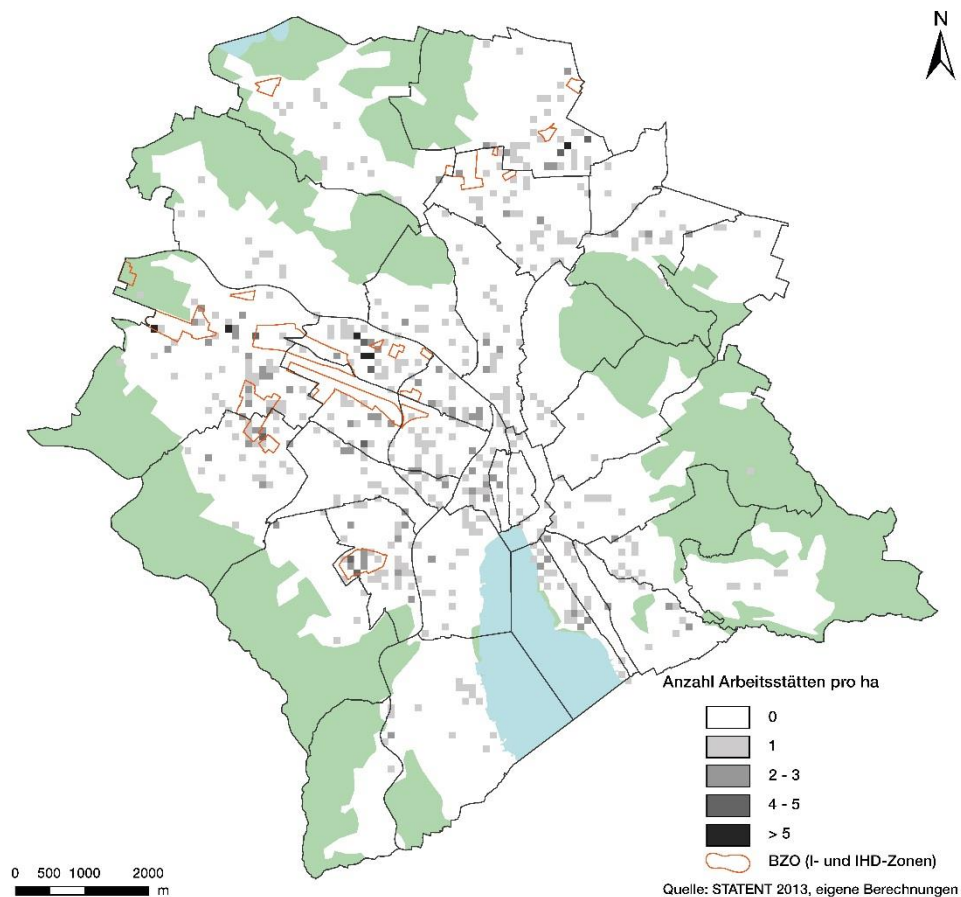 N
Anzahl Arbeitsstätten pro ha
0
1
2 - 3
4 - 5
> 5
BZO (I- und IHD-Zonen)
0 500 1000 2000
m
Quelle: STATENT 2013, eigene Berechnungen